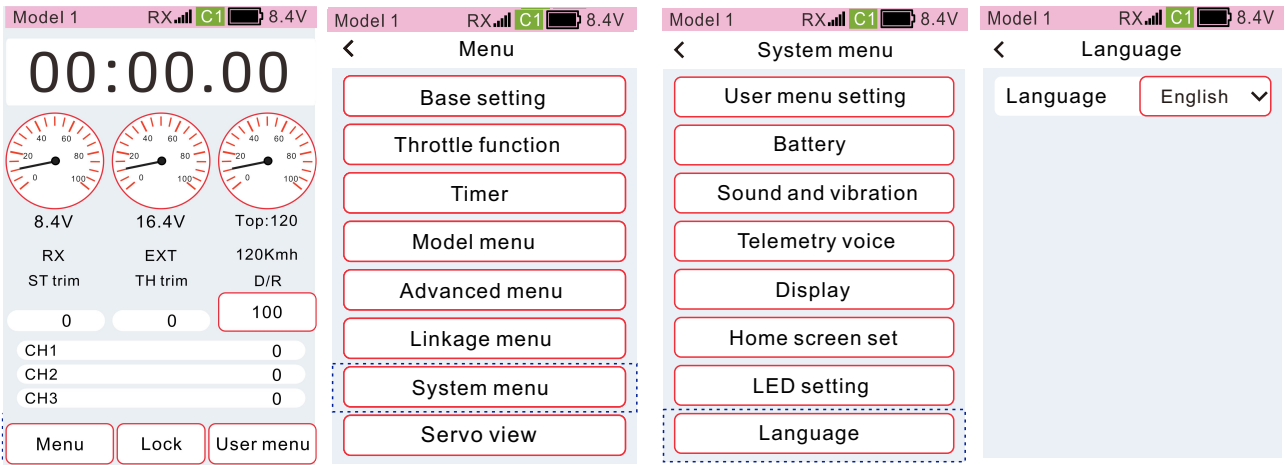 Model 1 RX C1 8.4V
00:00.00
0 20 40 60 80 100
0 20 40 60 80 100
0 20 40 60 80 100
8.4V 16.4V Top:120
RX EXT 120Kmh
ST trim TH trim D/R
0 0 100
CH1 0
CH2 0
CH3 0
Menu Lock User menu
Model 1 RX C1 8.4V
Menu
Base setting
Throttle function
Timer
Model menu
Advanced menu
Linkage menu
System menu
Servo view
Model 1 RX C1 8.4V
System menu
User menu setting
Battery
Sound and vibration
Telemetry voice
Display
Home screen set
LED setting
Language
Model 1 RX C1 8.4V
Language
Language English